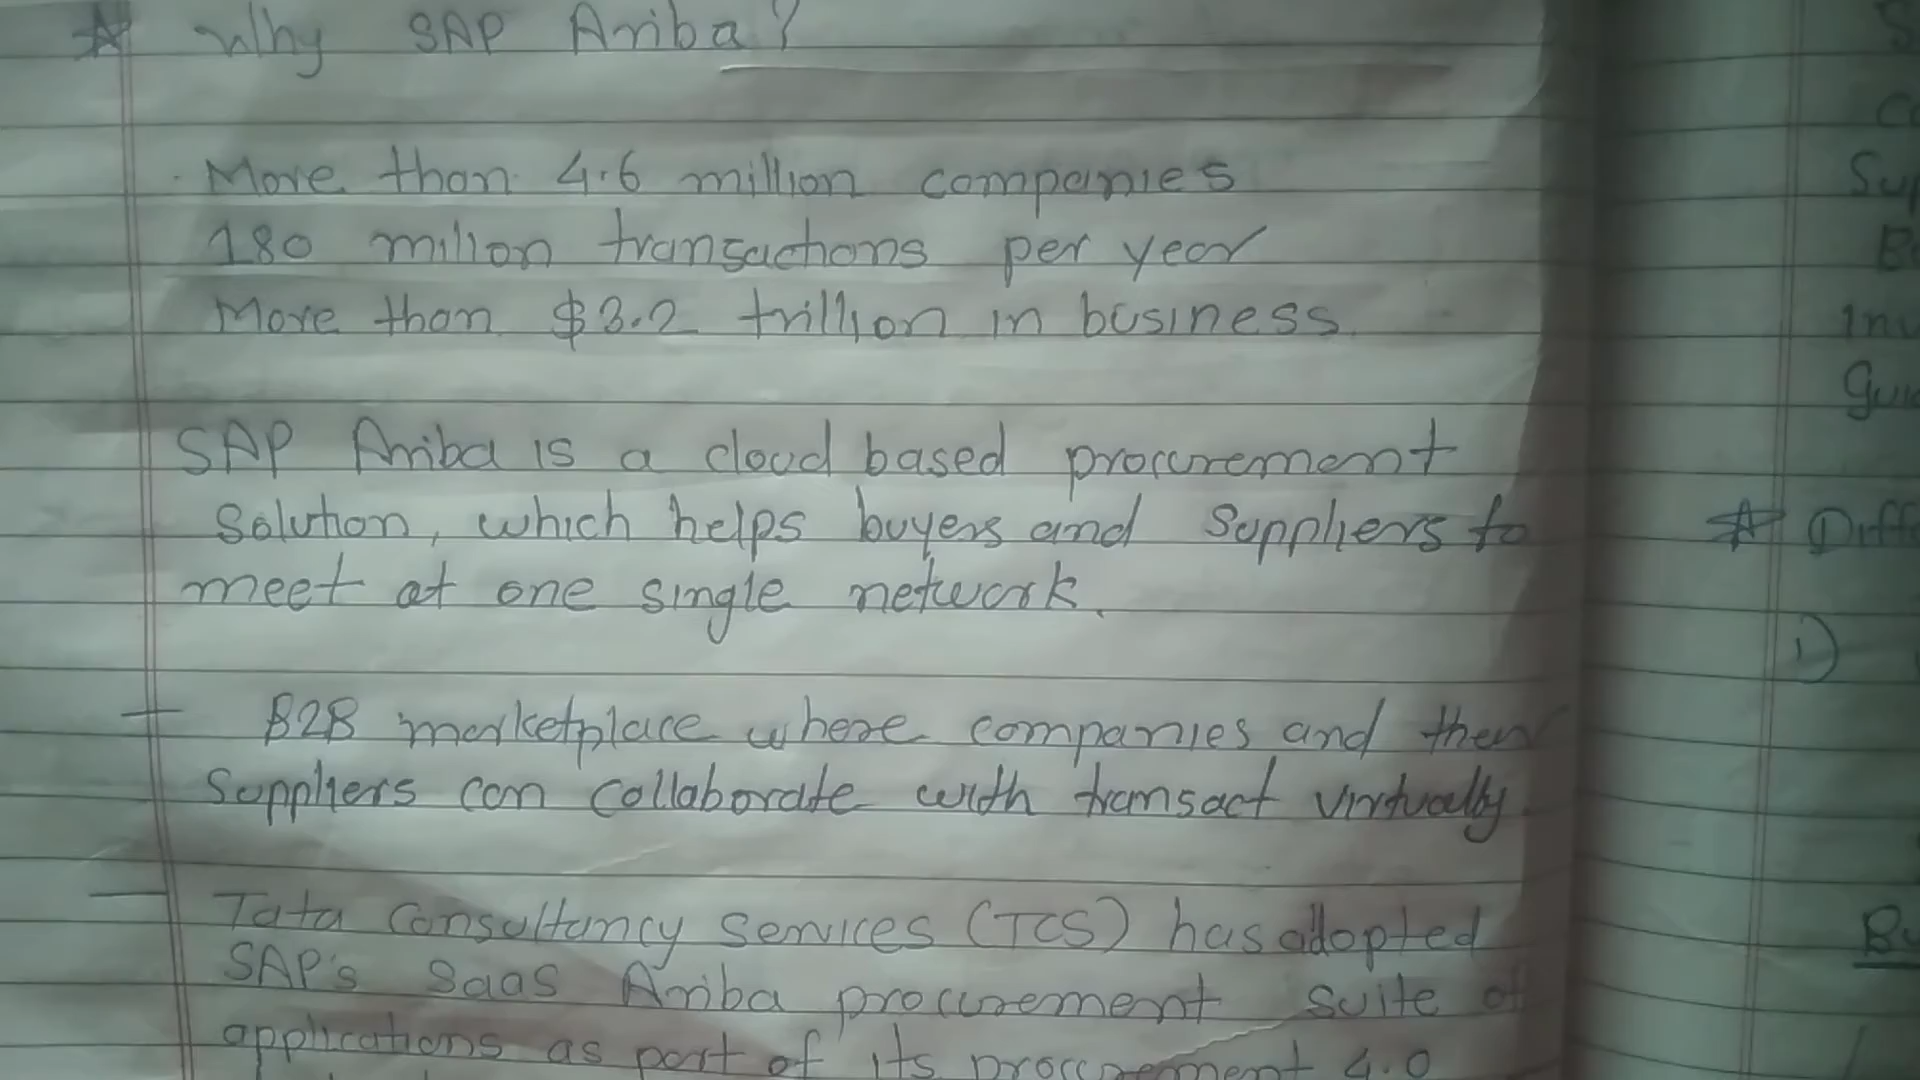 Why SAP Ariba?
More than 4.6 million companies
180 million transactions per year
More than $3.2 trillion in business.
SAP Ariba is a cloud based procurement
Solution, which helps buyers and Suppliers to
meet at one single network.
B2B marketplace where companies and their
Suppliers can collaborate with transact virtually.
Tata Consultancy Services (TCS) has adopted
SAP's SaaS Ariba procurement suite of
applications as part of its procurement 4.0
1)